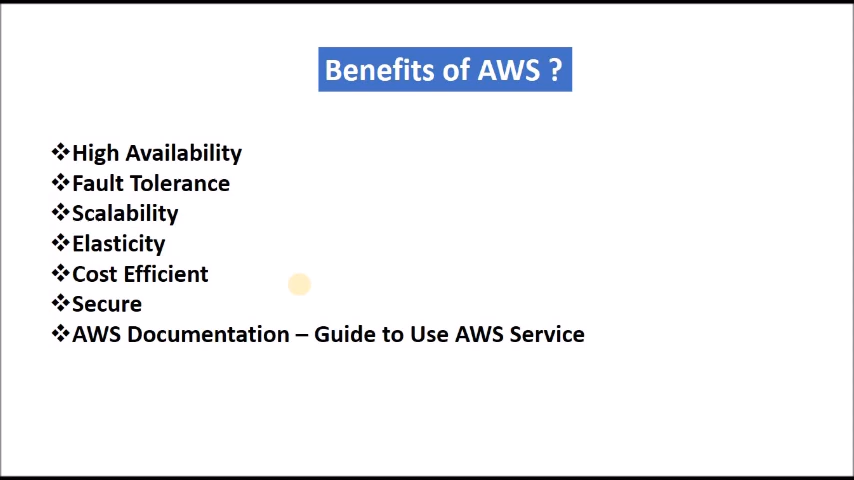 Benefits of AWS ?
❖High Availability
❖Fault Tolerance
❖Scalability
❖Elasticity
❖Cost Efficient
❖Secure
❖AWS Documentation – Guide to Use AWS Service